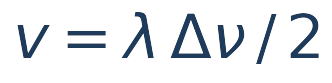 v = λ Δν / 2